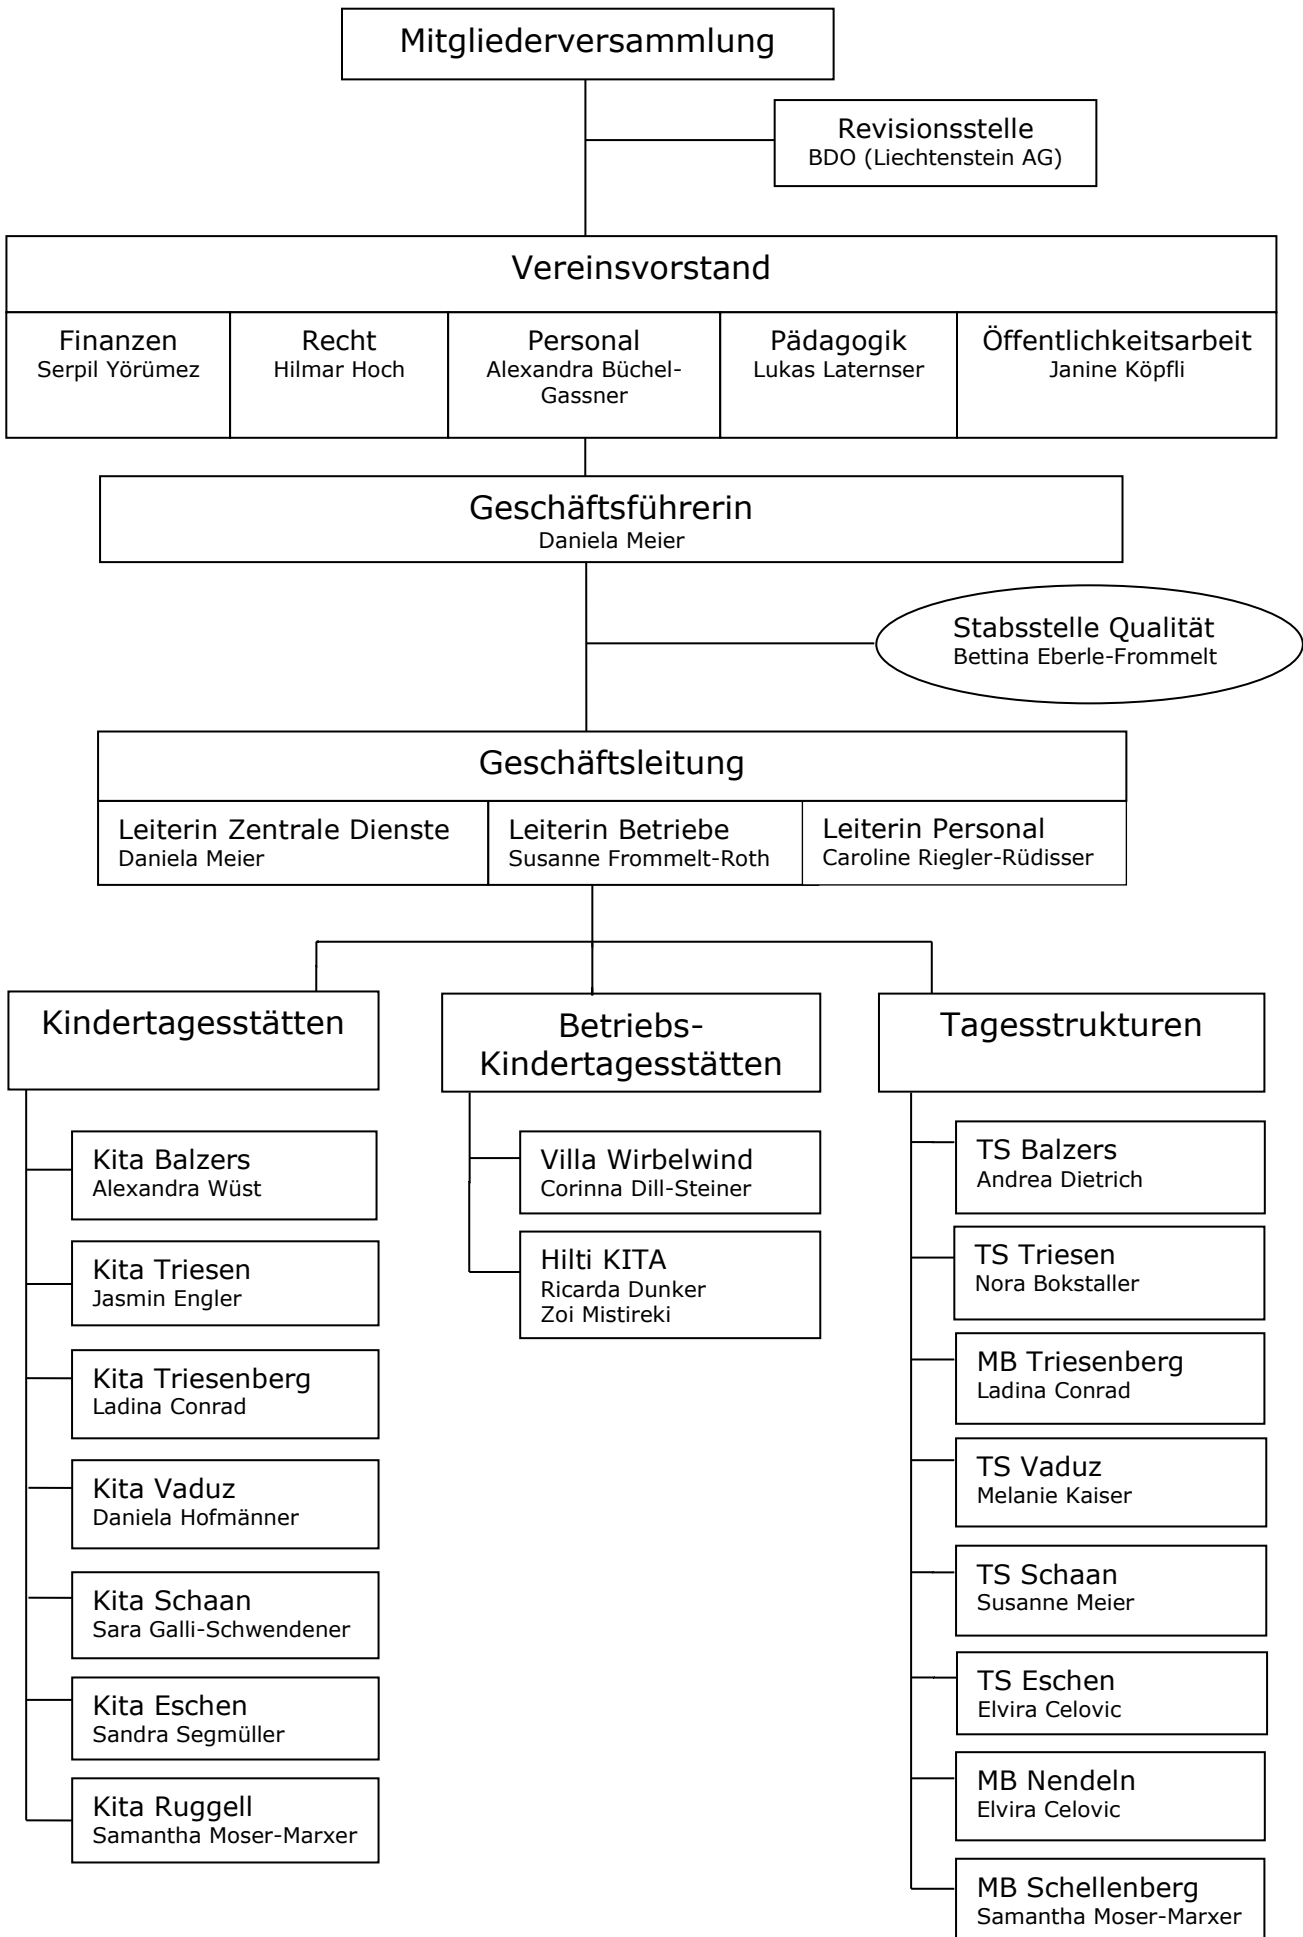 Mitgliederversammlung
Revisionsstelle
BDO (Liechtenstein AG)
Vereinsvorstand
Finanzen
Serpil Yörümez
Recht
Hilmar Hoch
Personal
Alexandra Büchel-
Gassner
Pädagogik
Lukas Laternser
Öffentlichkeitsarbeit
Janine Köpfli
Geschäftsführerin
Daniela Meier
Stabsstelle Qualität
Bettina Eberle-Frommelt
Geschäftsleitung
Leiterin Zentrale Dienste
Daniela Meier
Leiterin Betriebe
Susanne Frommelt-Roth
Leiterin Personal
Caroline Riegler-Rüdisser
Kindertagesstätten
Kita Balzers
Alexandra Wüst
Kita Triesen
Jasmin Engler
Kita Triesenberg
Ladina Conrad
Kita Vaduz
Daniela Hofmänner
Kita Schaan
Sara Galli-Schwendener
Kita Eschen
Sandra Segmüller
Kita Ruggell
Samantha Moser-Marxer
Betriebs-
Kindertagesstätten
Villa Wirbelwind
Corinna Dill-Steiner
Hilti KITA
Ricarda Dunker
Zoi Mistireki
Tagesstrukturen
TS Balzers
Andrea Dietrich
TS Triesen
Nora Bokstaller
MB Triesenberg
Ladina Conrad
TS Vaduz
Melanie Kaiser
TS Schaan
Susanne Meier
TS Eschen
Elvira Celovic
MB Nendeln
Elvira Celovic
MB Schellenberg
Samantha Moser-Marxer